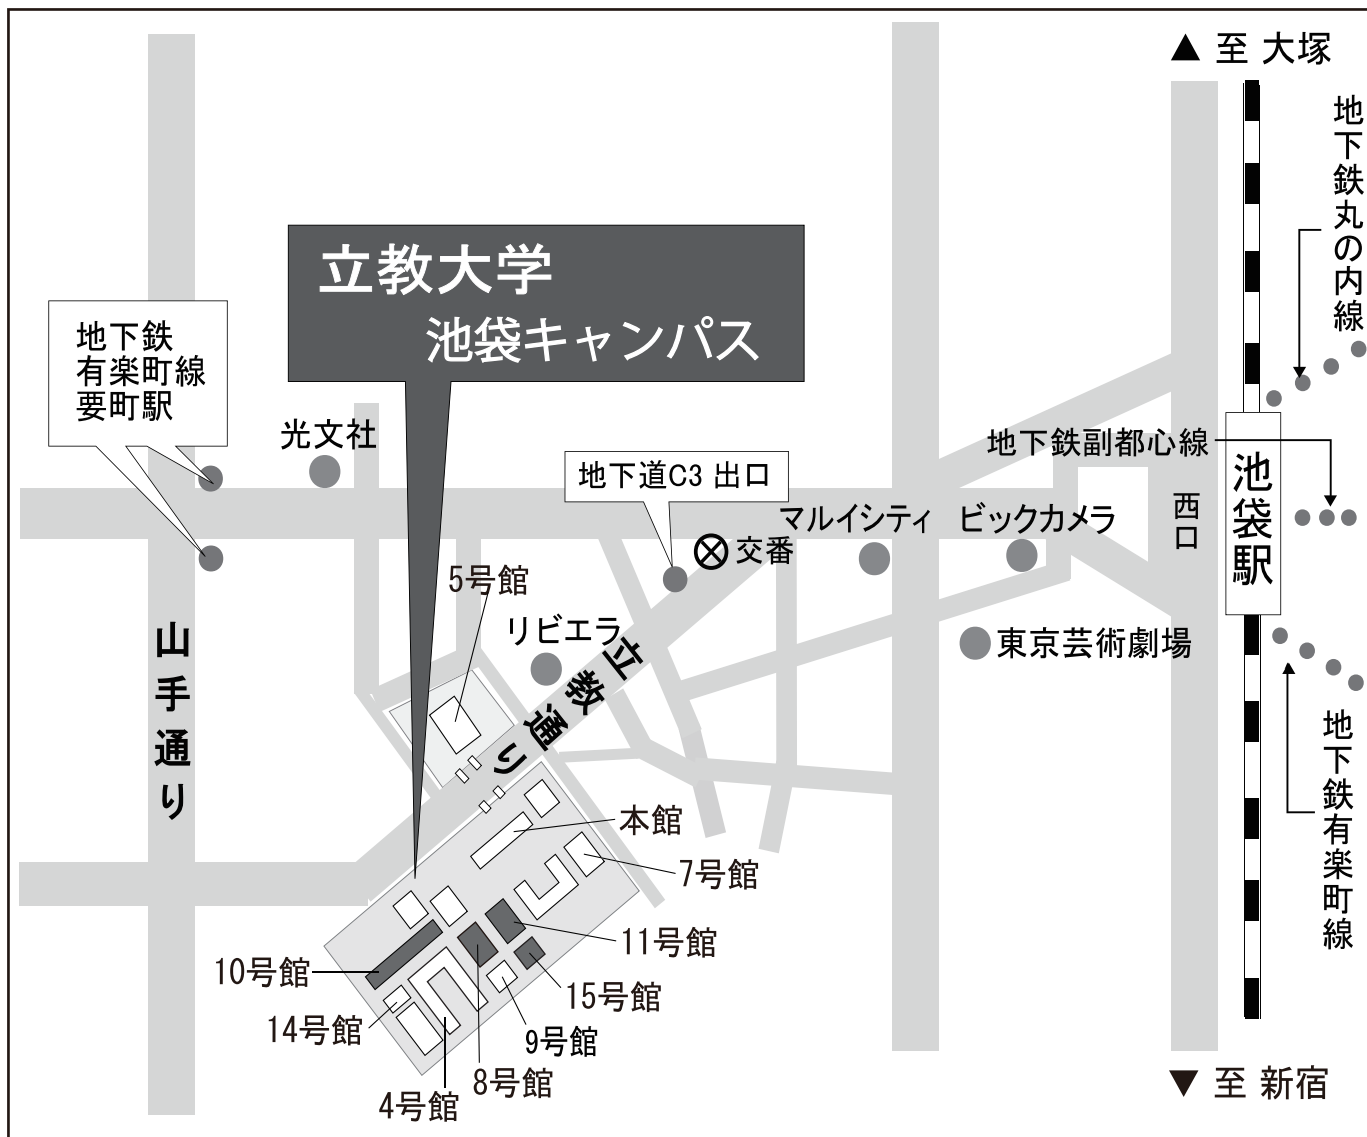 ▲ 至 大塚
地下鉄丸の内線
立教大学
池袋キャンパス
地下鉄
有楽町線
要町駅
光文社
地下道C3 出口
地下鉄副都心線
池袋駅
西口
マルイシティ
ビックカメラ
交番
5号館
リビエラ
立教通り
東京芸術劇場
山手通り
地下鉄有楽町線
本館
7号館
11号館
10号館
15号館
14号館
9号館
8号館
4号館
▼ 至 新宿